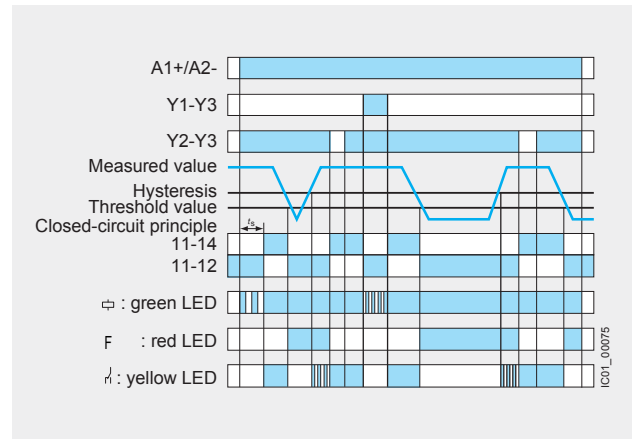 A1+/A2-
Y1-Y3
Y2-Y3
Measured value
Hysteresis
Threshold value
Closed-circuit principle
ts
11-14
11-12
: green LED
F : red LED
: yellow LED
IC01_00075